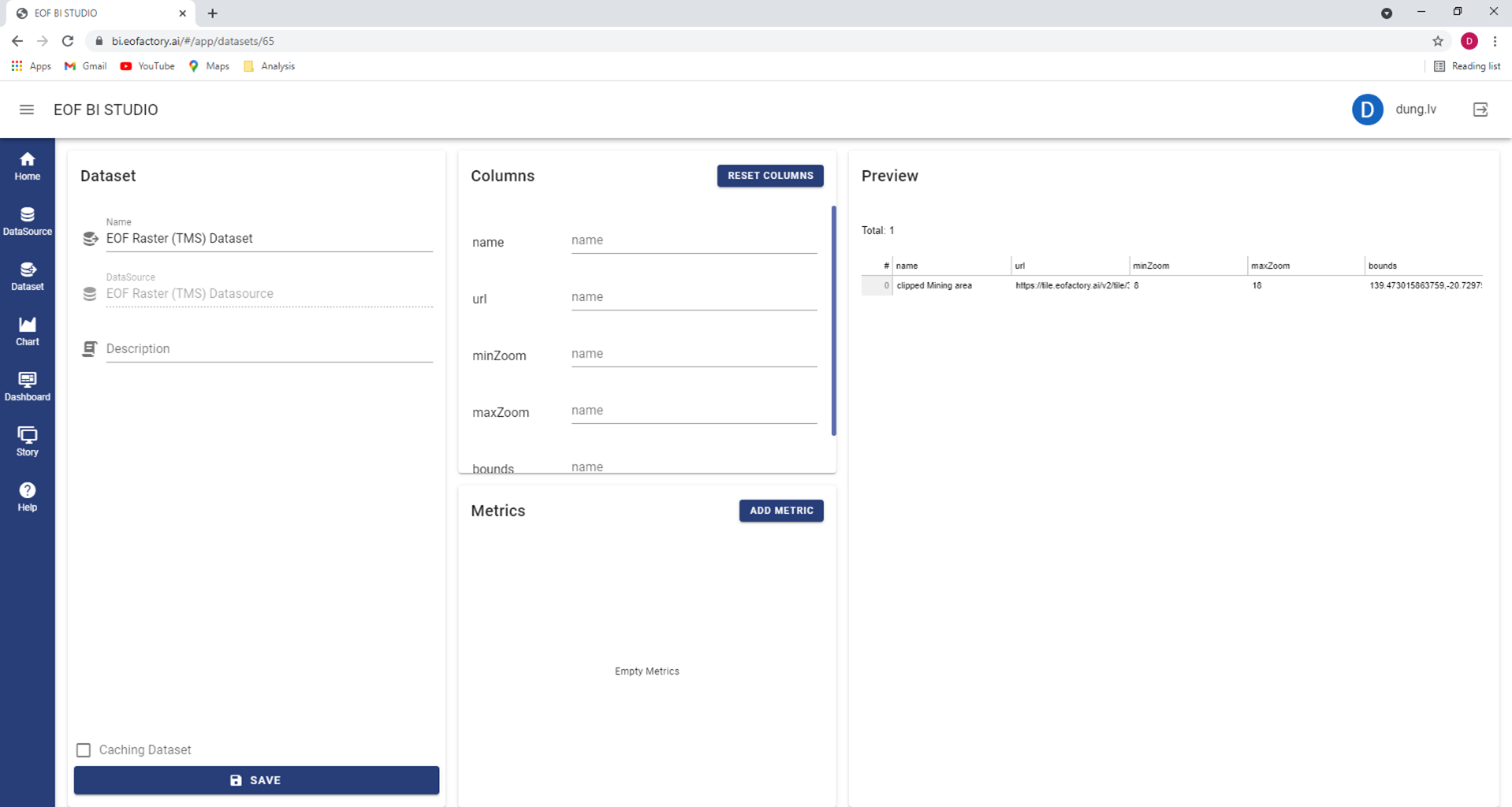 EOF BI STUDIO
bi.eofactory.ai/#/app/datasets/65
D
Apps
Gmail
YouTube
Maps
Analysis
Reading list
EOF BI STUDIO
D
dung.lv
Home
DataSource
Dataset
Chart
Dashboard
Story
Help
Dataset
Name
EOF Raster (TMS) Dataset
DataSource
EOF Raster (TMS) Datasource
Description
Caching Dataset
SAVE
Columns
RESET COLUMNS
name name
url name
minZoom name
maxZoom name
bounds name
Metrics
ADD METRIC
Empty Metrics
Preview
Total: 1
# name url minZoom maxZoom bounds
0 clipped Mining area https://tile.eofactory.ai/v2/tile/ 8 18 139.473015863759,-20.7297